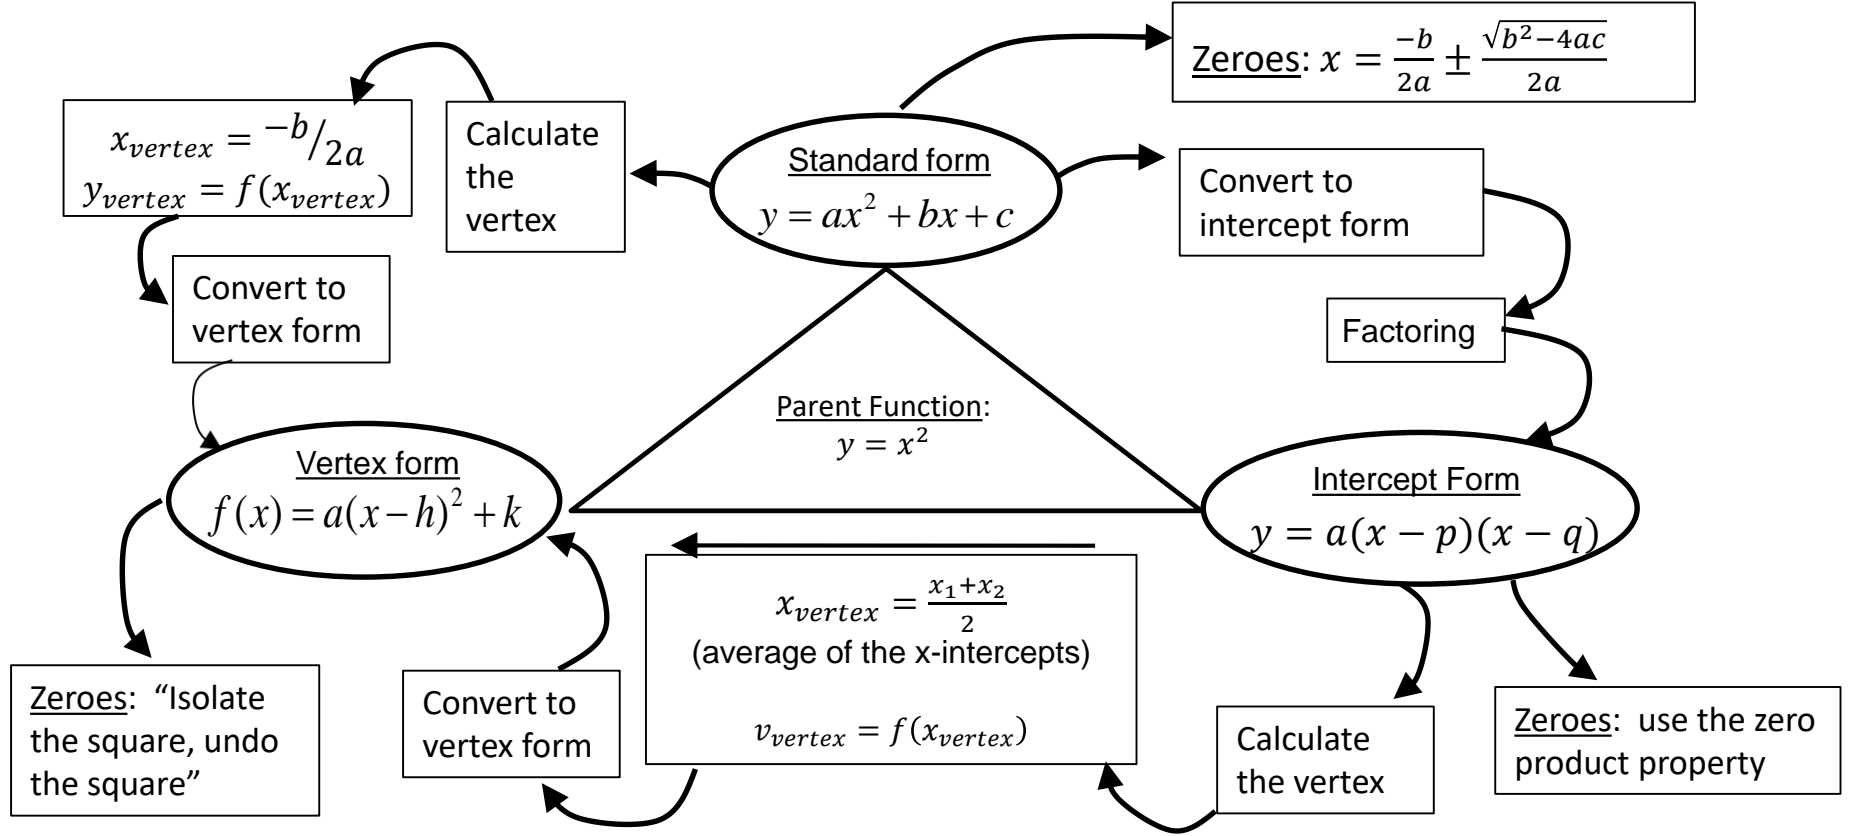 Zeroes: x = -b/2a ± √(b²−4ac)/2a
x_vertex = −b/2a
y_vertex = f(x_vertex)
Calculate
the
vertex
Standard form
y = ax² + bx + c
Convert to
intercept form
Convert to
vertex form
Factoring
Parent Function:
y = x²
Vertex form
f(x) = a(x−h)² + k
Intercept Form
y = a(x − p)(x − q)
x_vertex = x₁+x₂/2
(average of the x-intercepts)
v_vertex = f(x_vertex)
Zeroes: “Isolate
the square, undo
the square”
Convert to
vertex form
Calculate
the vertex
Zeroes: use the zero
product property